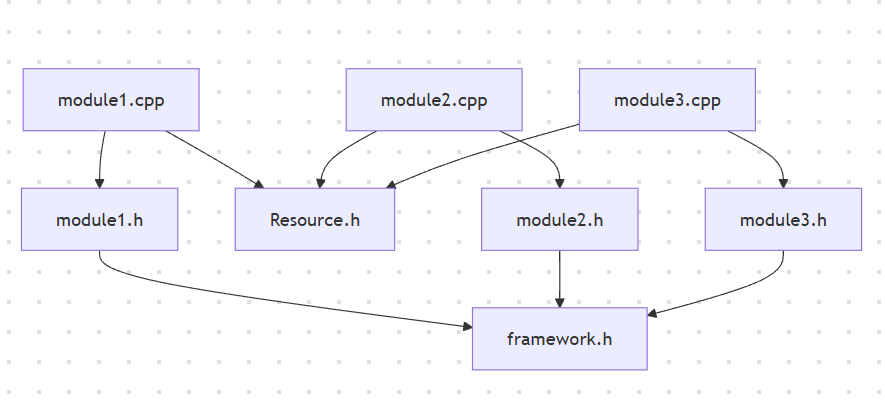 module1.cpp
module2.cpp
module3.cpp
module1.h
Resource.h
module2.h
module3.h
framework.h